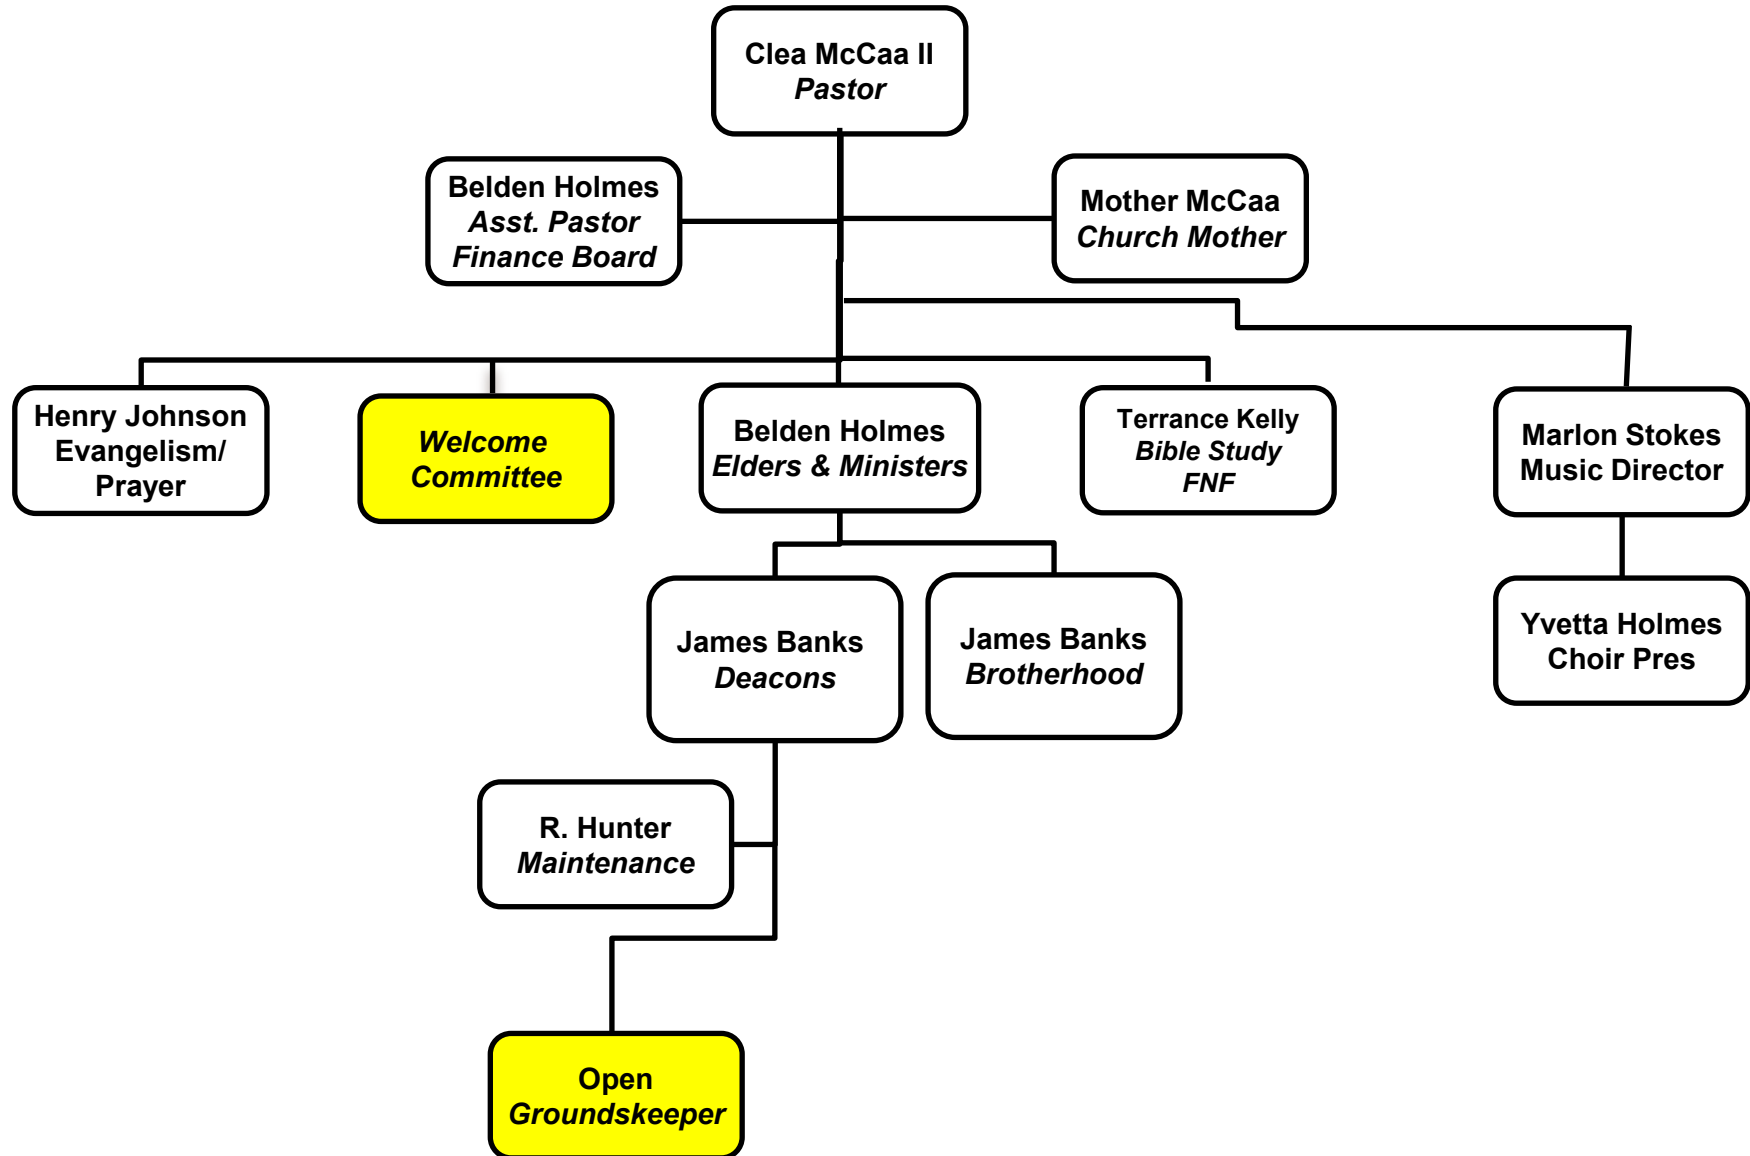 Clea McCaa II
Pastor
Belden Holmes
Asst. Pastor
Finance Board
Mother McCaa
Church Mother
Henry Johnson
Evangelism/
Prayer
Welcome
Committee
Belden Holmes
Elders & Ministers
Terrance Kelly
Bible Study
FNF
Marlon Stokes
Music Director
James Banks
Deacons
James Banks
Brotherhood
Yvetta Holmes
Choir Pres
R. Hunter
Maintenance
Open
Groundskeeper